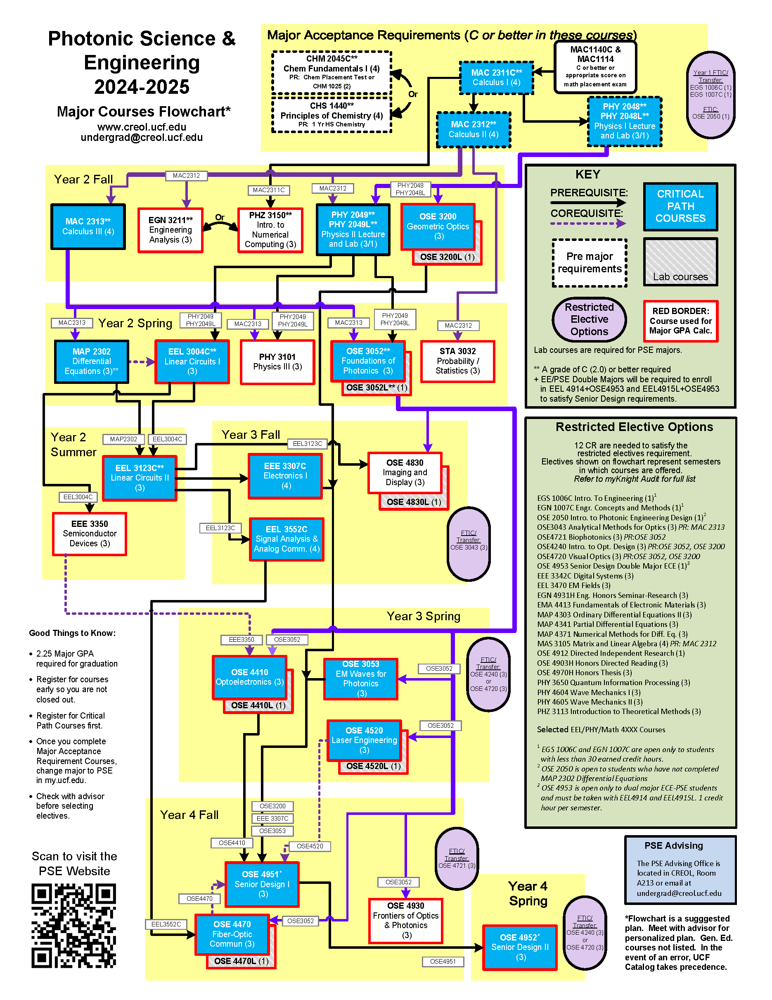 Photonic Science &
Engineering
2024-2025
Major Courses Flowchart*
www.creol.ucf.edu
undergrad@creol.ucf.edu
Major Acceptance Requirements (C or better in these courses)
CHM 2045C**
Chem Fundamentals I (4)
PR: Chem Placement Test or
CHM 1025 (2)
Or
CHS 1440**
Principles of Chemistry (4)
PR: 1 Yr HS Chemistry
MAC 2311C**
Calculus I (4)
MAC1140C &
MAC1114
C or better or
appropriate score on
math placement exam
MAC 2312**
Calculus II (4)
PHY 2048**
PHY 2048L**
Physics I Lecture
and Lab (3/1)
Year 1 FTIC/
Transfer:
EGS 1006C (1)
EGS 1007C (1)
FTIC:
OSE 2050 (1)
Year 2 Fall
MAC2312
MAC2311C
MAC2312
PHY2048
PHY2048L
MAC 2313**
Calculus III (4)
EGN 3211**
Engineering
Analysis (3)
Or
PHZ 3150**
Intro. to
Numerical
Computing (3)
PHY 2049**
PHY 2049L**
Physics II Lecture
and Lab (3/1)
OSE 3200
Geometric Optics
(3)
OSE 3200L (1)
KEY
PREREQUISITE:
COREQUISITE:
CRITICAL
PATH
COURSES
Pre major
requirements
Lab courses
Restricted
Elective
Options
RED BORDER:
Course used for
Major GPA Calc.
Lab courses are required for PSE majors.
** A grade of C (2.0) or better required
+ EE/PSE Double Majors will be required to enroll
in EEL 4914+OSE4953 and EEL4915L+OSE4953
to satisfy Senior Design requirements.
Year 2 Spring
MAC2313
PHY2049
PHY2049L
MAC2313
PHY2049
PHY2049L
MAC2313
PHY2049
PHY2049L
MAC2312
MAP 2302
Differential
Equations (3)**
EEL 3004C**
Linear Circuits I
(3)
PHY 3101
Physics III (3)
OSE 3052**
Foundations of
Photonics (3)
OSE 3052L** (1)
STA 3032
Probability /
Statistics (3)
Year 2
Summer
MAP2302
EEL3004C
EEL 3123C**
Linear Circuits II
(3)
EEL3004C
EEE 3350
Semiconductor
Devices (3)
Year 3 Fall
EEL3123C
EEE 3307C
Electronics I
(4)
OSE 4830
Imaging and
Display (3)
OSE 4830L (1)
EEL3123C
EEL 3552C
Signal Analysis &
Analog Comm. (4)
FTIC/
Transfer:
OSE 3043 (3)
Restricted Elective Options
12 CR are needed to satisfy the
restricted electives requirement.
Electives shown on flowchart represent semesters
in which courses are offered.
Refer to myKnight Audit for full list
EGS 1006C Intro. To Engineering (1)1
EGN 1007C Engr. Concepts and Methods (1)1
OSE 2050 Intro. to Photonic Engineering Design (1)2
OSE3043 Analytical Methods for Optics (3) PR: MAC 2313
OSE4721 Biophotonics (3) PR:OSE 3052
OSE4240 Intro. to Opt. Design (3) PR:OSE 3052, OSE 3200
OSE4720 Visual Optics (3) PR:OSE 3052, OSE 3200
OSE 4953 Senior Design Double Major ECE (1)3
EEE 3342C Digital Systems (3)
EEL 3470 EM Fields (3)
EGN 4931H Eng. Honors Seminar-Research (3)
EMA 4413 Fundamentals of Electronic Materials (3)
MAP 4303 Ordinary Differential Equations II (3)
MAP 4341 Partial Differential Equations (3)
MAP 4371 Numerical Methods for Diff. Eq. (3)
MAS 3105 Matrix and Linear Algebra (4) PR: MAC 2312
OSE 4912 Directed Independent Research (1)
OSE 4903H Honors Directed Reading (3)
OSE 4970H Honors Thesis (3)
PHY 3650 Quantum Information Processing (3)
PHY 4604 Wave Mechanics I (3)
PHY 4605 Wave Mechanics II (3)
PHZ 3113 Introduction to Theoretical Methods (3)
Selected EEL/PHY/Math 4XXX Courses
1 EGS 1006C and EGN 1007C are open only to students
with less than 30 earned credit hours.
2 OSE 2050 is open to students who have not completed
MAP 2302 Differential Equations
2 OSE 4953 is open only to dual major ECE-PSE students
and must be taken with EEL4914 and EEL4915L. 1 credit
hour per semester.
Year 3 Spring
EEE3350
OSE3052
OSE 4410
Optoelectronics (3)
OSE 4410L (1)
OSE 3053
EM Waves for
Photonics
(3)
OSE3052
FTIC/
Transfer:
OSE 4240 (3)
or
OSE 4720 (3)
OSE3052
OSE 4520
Laser Engineering
(3)
OSE 4520L (1)
Good Things to Know:
• 2.25 Major GPA
required for graduation
• Register for courses
early so you are not
closed out.
• Register for Critical
Path Courses first.
• Once you complete
Major Acceptance
Requirement Courses,
change major to PSE
in my.ucf.edu.
• Check with advisor
before selecting
electives.
Scan to visit the
PSE Website
Year 4 Fall
OSE3200
EEE 3307C
OSE3053
OSE4410
OSE4520
OSE 4951+
Senior Design I
(3)
OSE4470
EEL3552C
OSE 4470
Fiber-Optic
Commun (3)
OSE 4470L (1)
OSE3052
OSE3052
OSE 4930
Frontiers of Optics
& Photonics
(3)
FTIC/
Transfer:
OSE 4721 (3)
OSE4951
Year 4
Spring
OSE 4952+
Senior Design II
(3)
FTIC/
Transfer:
OSE 4240 (3)
or
OSE 4720 (3)
PSE Advising
The PSE Advising Office is
located in CREOL, Room
A213 or email at
undergrad@creol.ucf.edu
*Flowchart is a sugggested
plan. Meet with advisor for
personalized plan. Gen. Ed.
courses not listed. In the
event of an error, UCF
Catalog takes precedence.